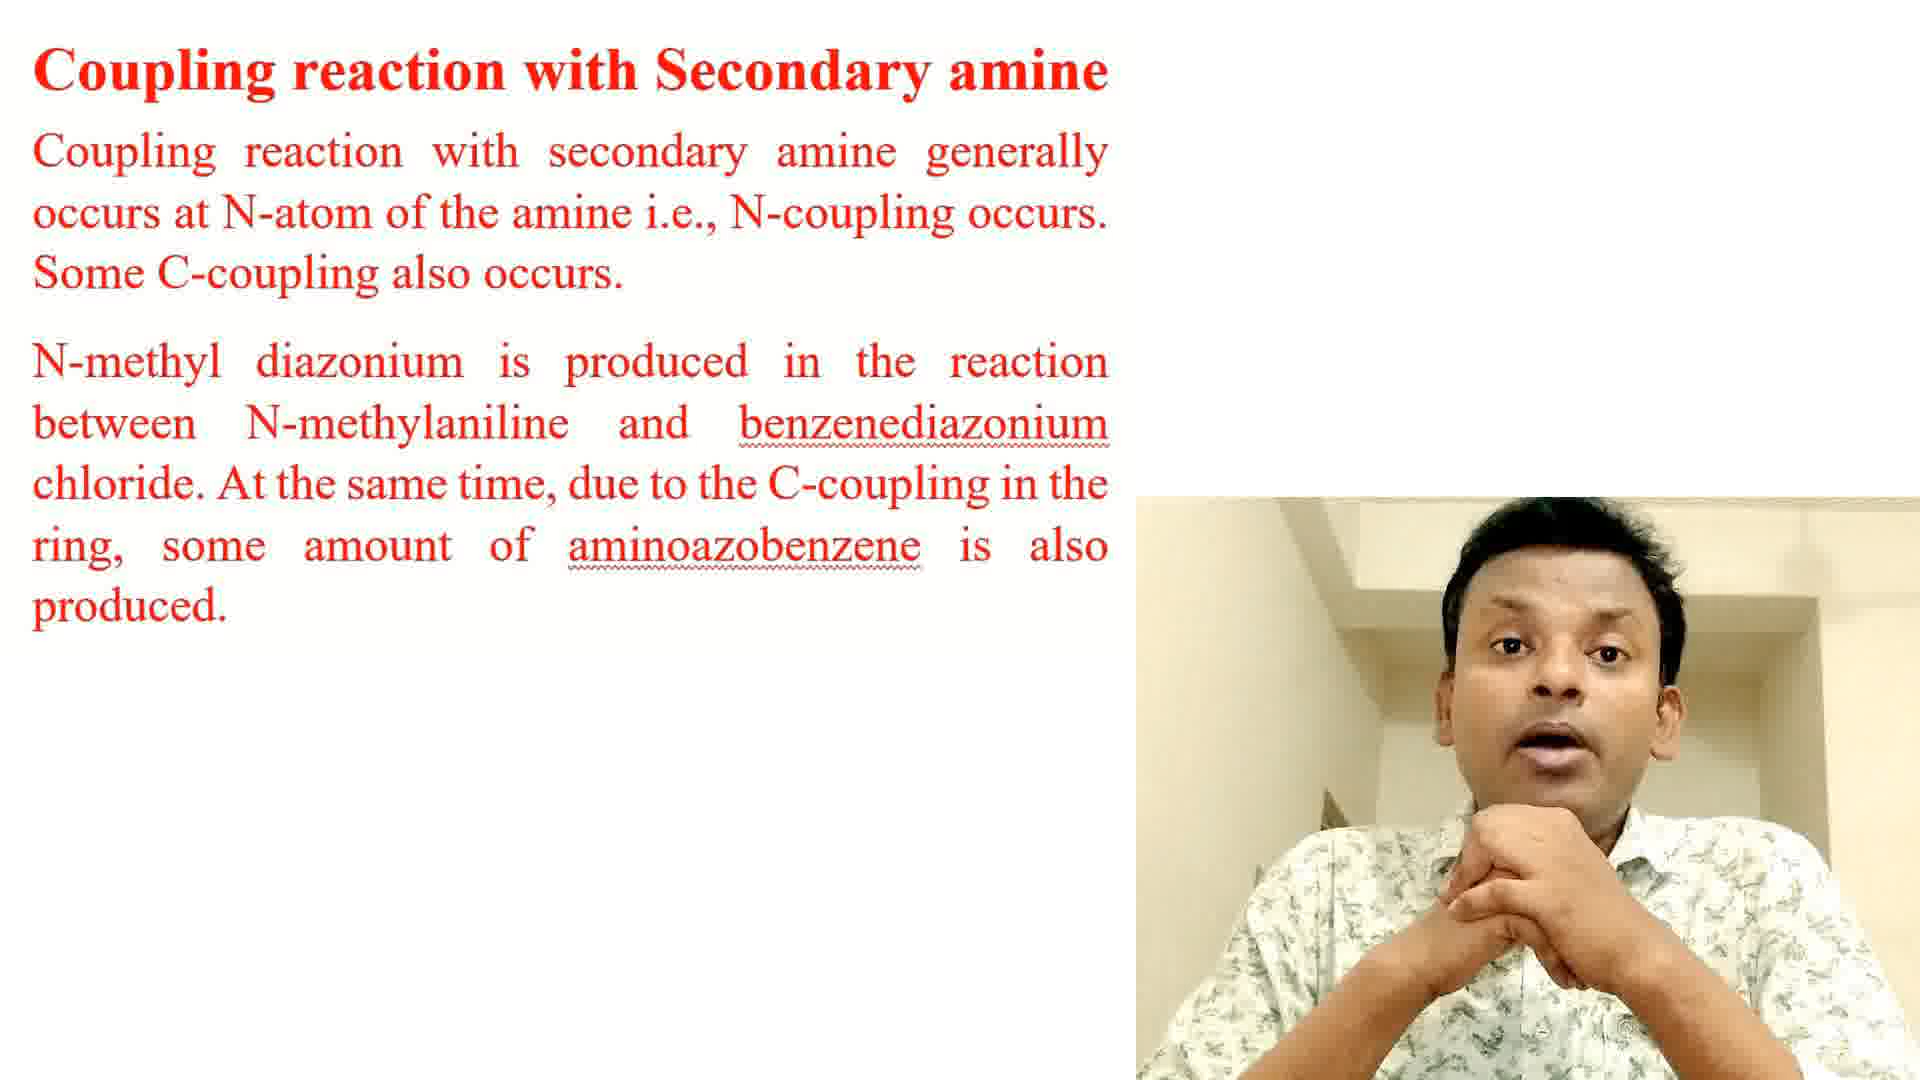 Coupling reaction with Secondary amine
Coupling reaction with secondary amine generally
occurs at N-atom of the amine i.e., N-coupling occurs.
Some C-coupling also occurs.
N-methyl diazonium is produced in the reaction
between N-methylaniline and benzenediazonium
chloride. At the same time, due to the C-coupling in the
ring, some amount of aminoazobenzene is also
produced.